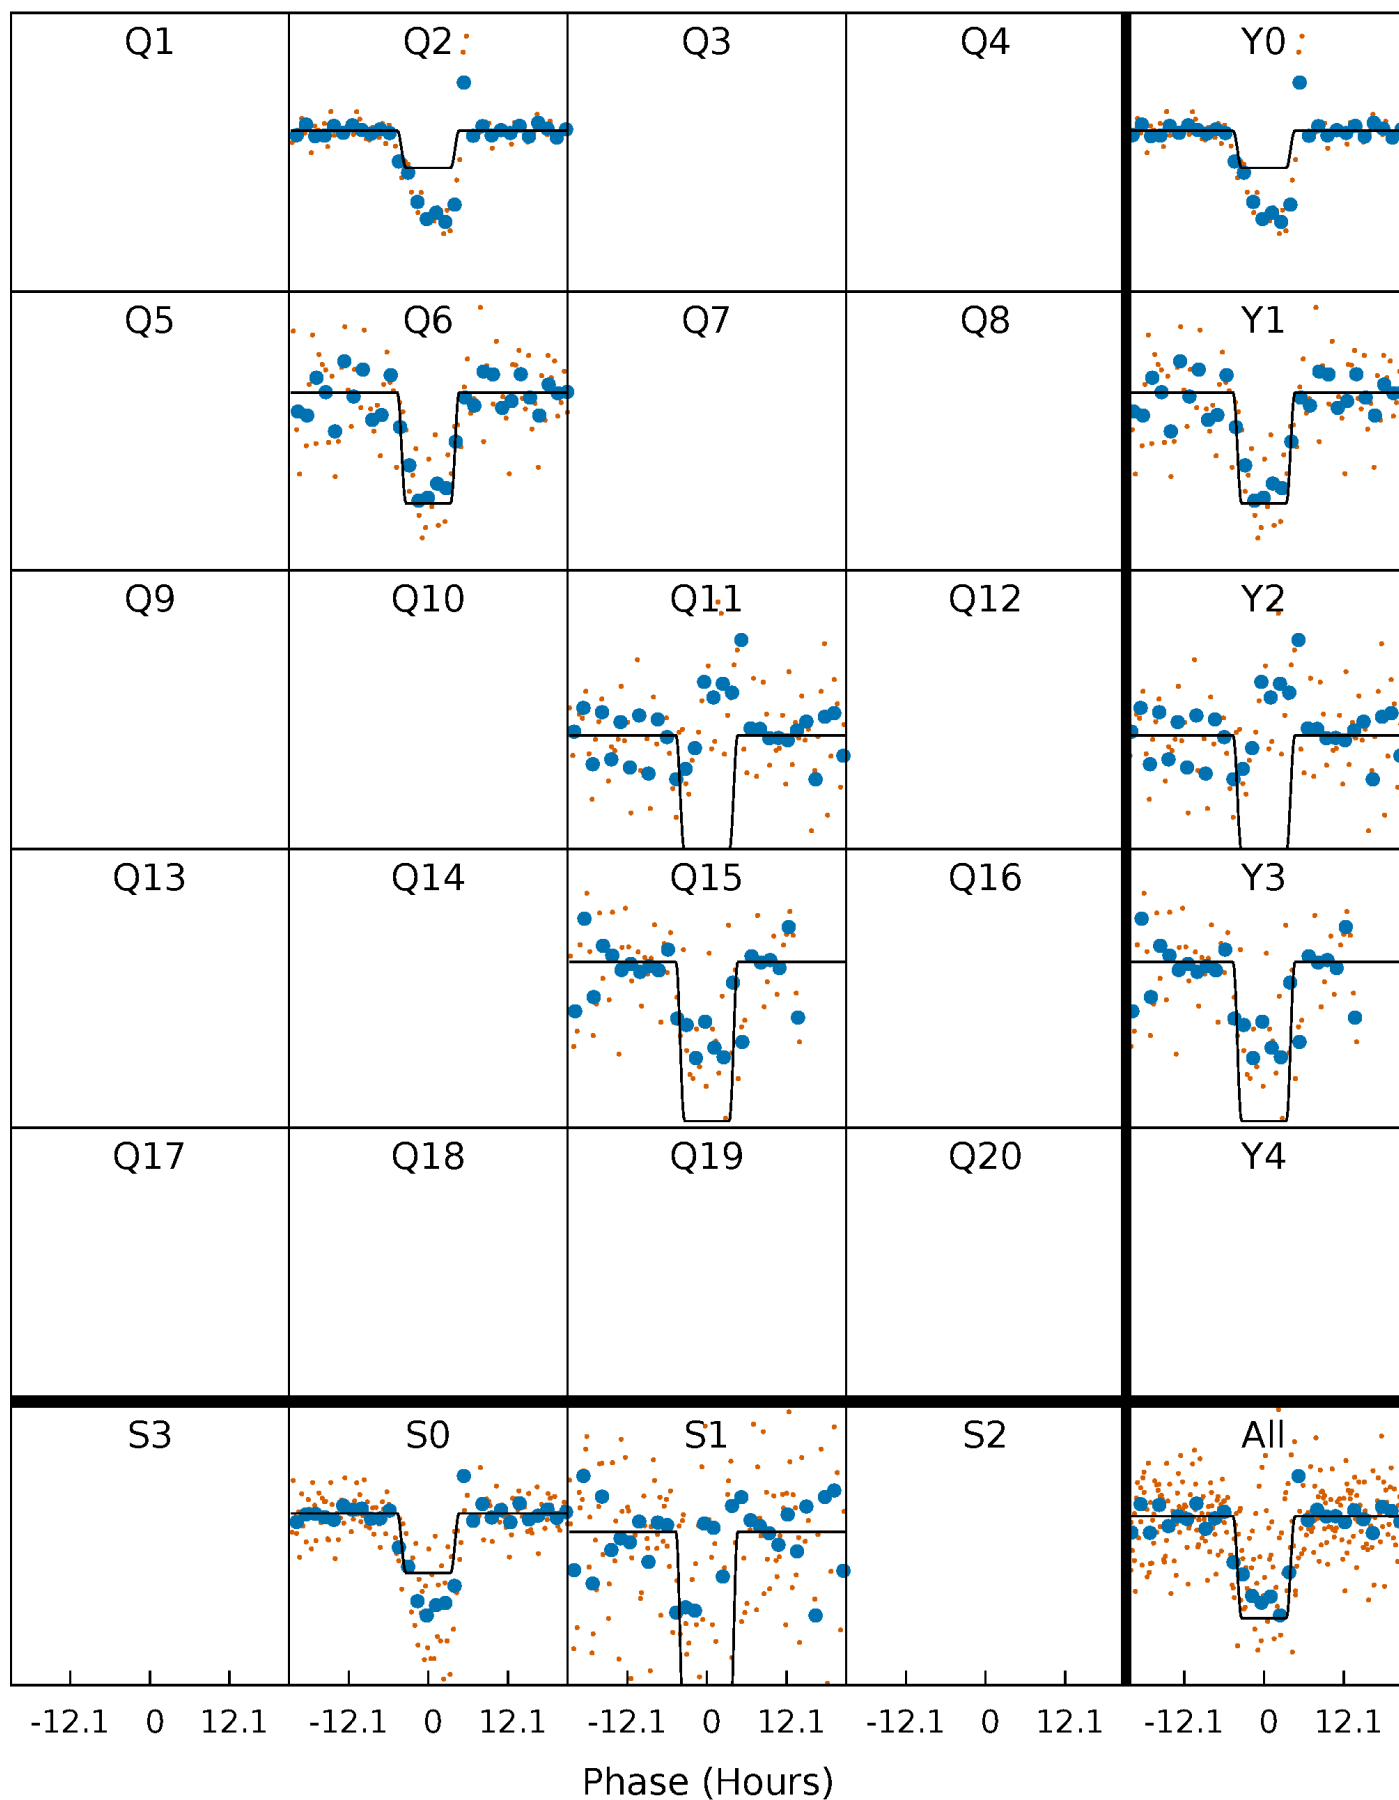 Q1 Q2 Q3 Q4 Y0
Q5 Q6 Q7 Q8 Y1
Q9 Q10 Q11 Q12 Y2
Q13 Q14 Q15 Q16 Y3
Q17 Q18 Q19 Q20 Y4
S3 S0 S1 S2 All
-12.1 0 12.1 -12.1 0 12.1 -12.1 0 12.1 -12.1 0 12.1 -12.1 0 12.1
Phase (Hours)